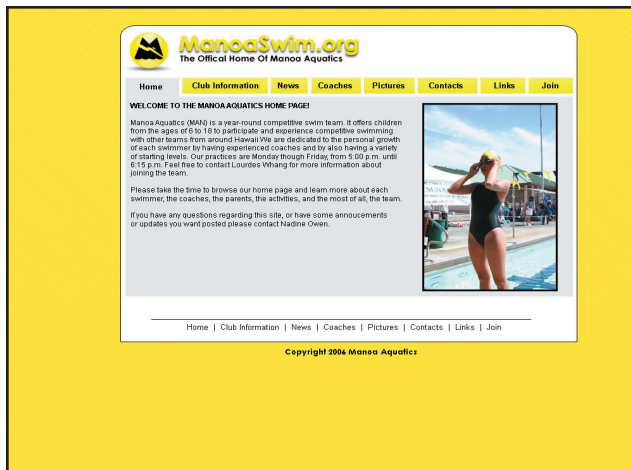 ManoaSwim.org
The Offical Home Of Manoa Aquatics
Home Club Information News Coaches Pictures Contacts Links Join
WELCOME TO THE MANOA AQUATICS HOME PAGE!
Manoa Aquatics (MAN) is a year-round competitive swim team. It offers children
from the ages of 6 to 18 to participate and experience competitive swimming
with other teams from around Hawaii.We are dedicated to the personal growth
of each swimmer by having experienced coaches and by also having a variety
of starting levels. Our practices are Monday though Friday, from 5:00 p.m. until
6:15 p.m. Feel free to contact Lourdes Whang for more information about
joining the team.
Please take the time to browse our home page and learn more about each
swimmer, the coaches, the parents, the activities, and the most of all, the team.
If you have any questions regarding this site, or have some annoucements
or updates you want posted please contact Nadine Owen.
Home | Club Information | News | Coaches | Pictures | Contacts | Links | Join
Copyright 2006 Manoa Aquatics